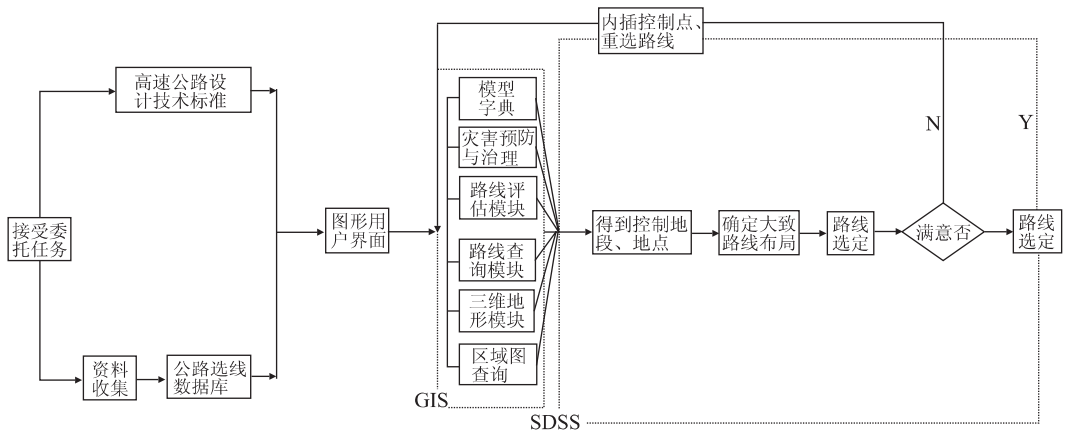 内插控制点、
重选路线
高速公路设
计技术标准
模型
字典
N
Y
灾害预防
与治理
路线评
估模块
接受委
托任务
图形用
户界面
得到控制地
段、地点
确定大致
路线布局
路线
选定
满意否
路线
选定
路线查
询模块
三维地
形模块
资料
收集
公路选线
数据库
区域图
查询
GIS
SDSS